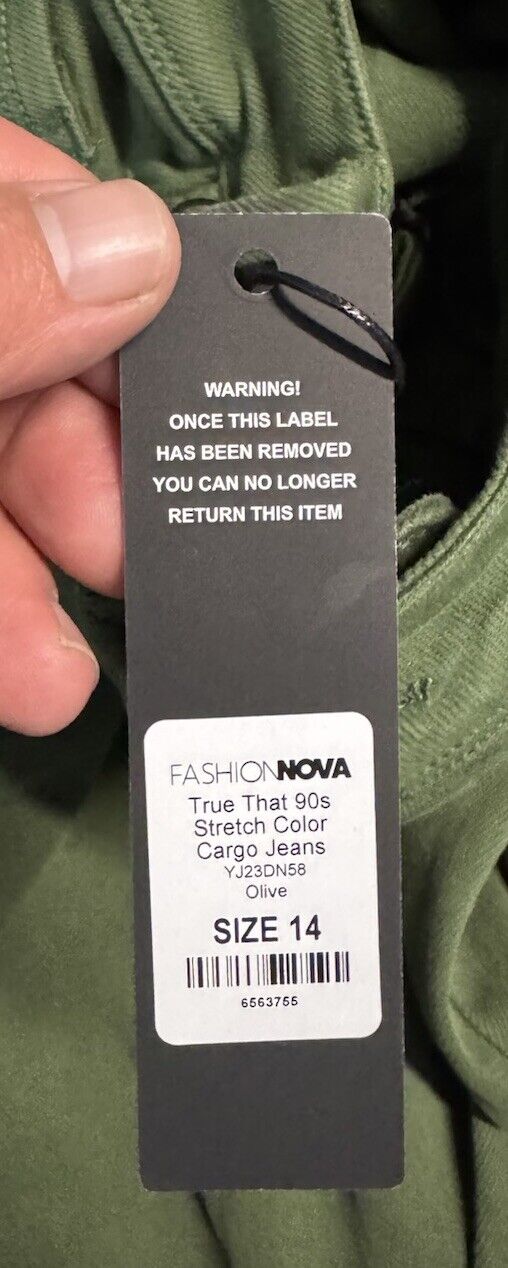 WARNING!
ONCE THIS LABEL
HAS BEEN REMOVED
YOU CAN NO LONGER
RETURN THIS ITEM
FASHIONNOVA
True That 90s
Stretch Color
Cargo Jeans
YJ23DN58
Olive
SIZE 14
6563755